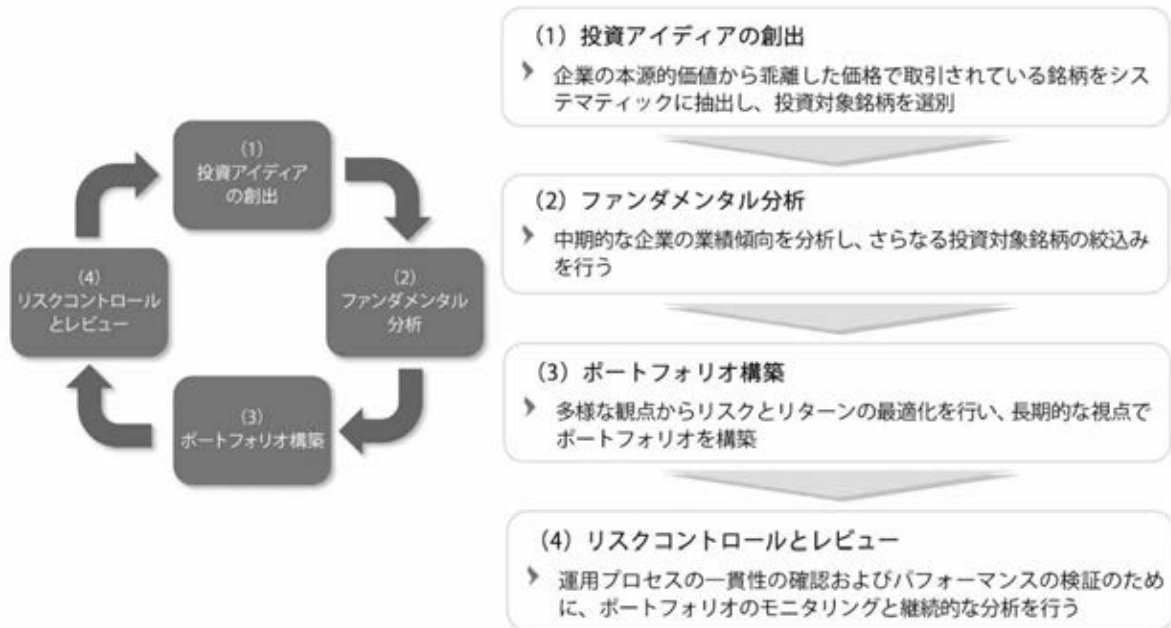 (1)
投資アイディア
の創出
(2)
ファンダメンタル
分析
(3)
ポートフォリオ構築
(4)
リスクコントロール
とレビュー
(1) 投資アイディアの創出
企業の本源的価値から乖離した価格で取引されている銘柄をシス
テマティックに抽出し、投資対象銘柄を選別
(2) ファンダメンタル分析
中期的な企業の業績傾向を分析し、さらなる投資対象銘柄の絞込み
を行う
(3) ポートフォリオ構築
多様な観点からリスクとリターンの最適化を行い、長期的な視点で
ポートフォリオを構築
(4) リスクコントロールとレビュー
運用プロセスの一貫性の確認およびパフォーマンスの検証のため
に、ポートフォリオのモニタリングと継続的な分析を行う